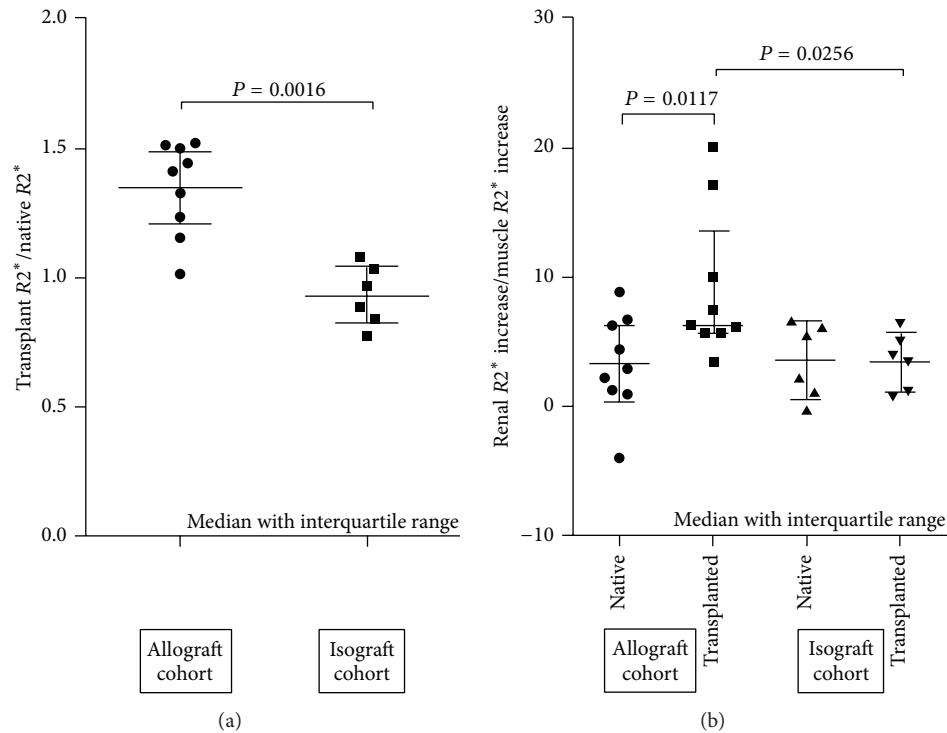 2.0
1.5
1.0
0.5
0.0
Transplant R2*/native R2*
P = 0.0016
Median with interquartile range
Allograft
cohort
Isograft
cohort
(a)
30
20
10
0
−10
Renal R2* increase/muscle R2* increase
P = 0.0256
P = 0.0117
Median with interquartile range
Native
Transplanted
Native
Transplanted
Allograft
cohort
Isograft
cohort
(b)